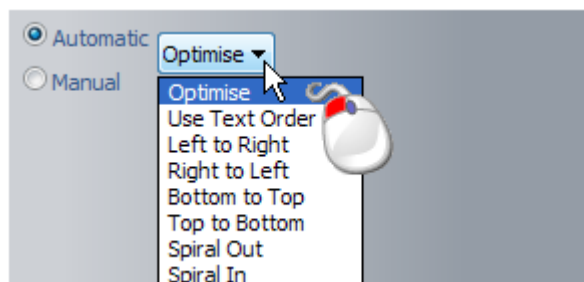 Automatic
Optimise
Manual
Optimise
Use Text Order
Left to Right
Right to Left
Bottom to Top
Top to Bottom
Spiral Out
Spiral In